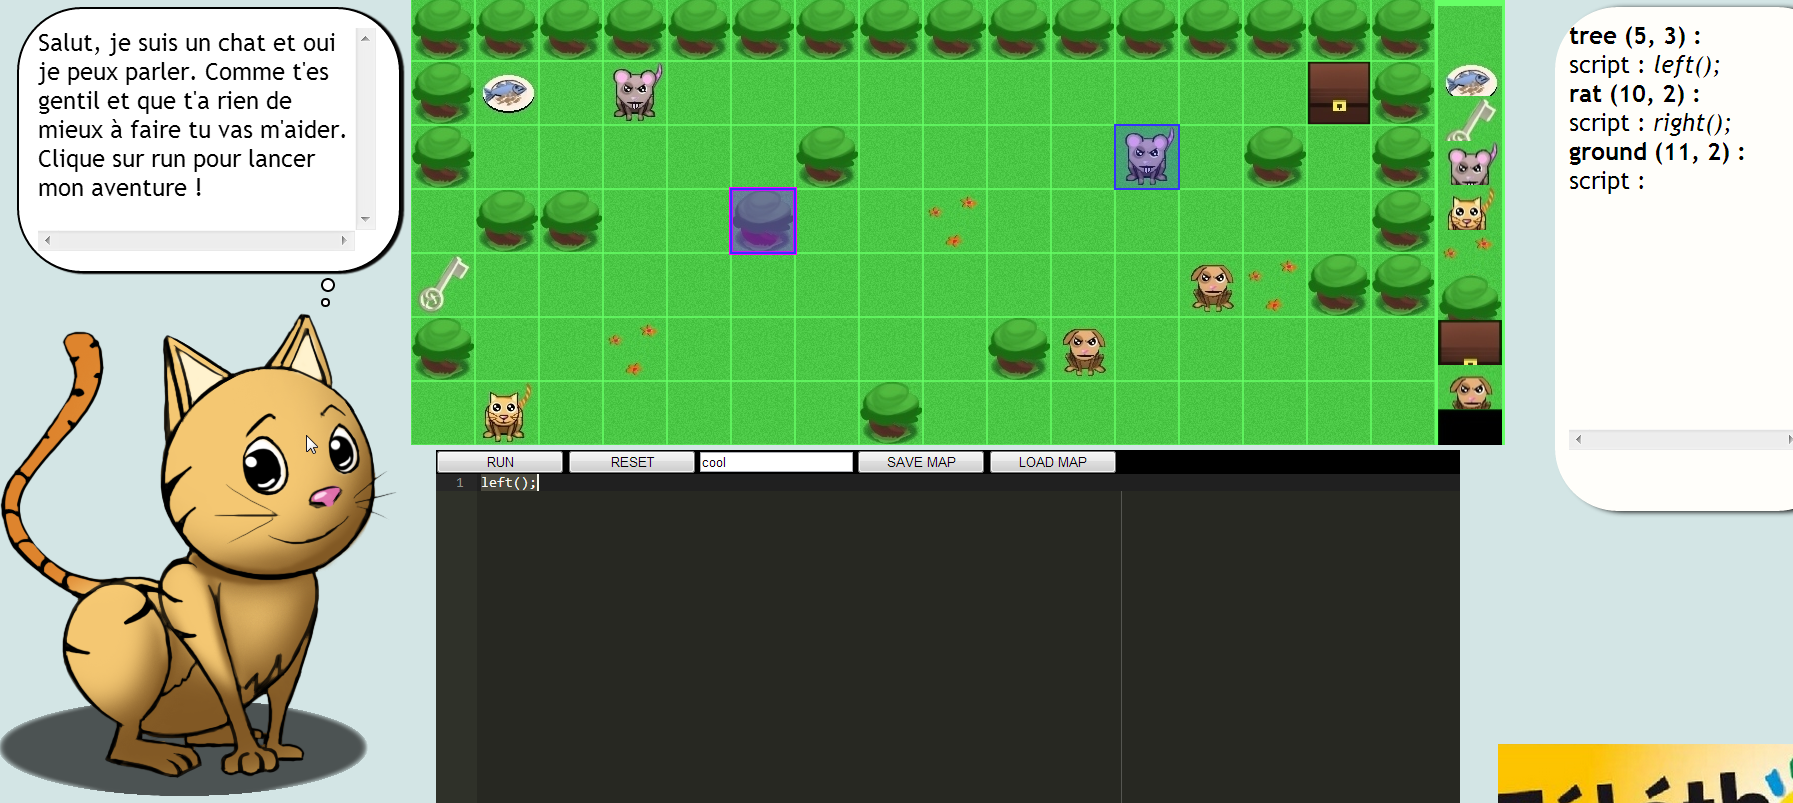 Salut, je suis un chat et oui
je peux parler. Comme t'es
gentil et que t'a rien de
mieux à faire tu vas m'aider.
Clique sur run pour lancer
mon aventure !
tree (5, 3) :
script : left();
rat (10, 2) :
script : right();
ground (11, 2) :
script :
RUN
RESET
cool
SAVE MAP
LOAD MAP
1
left();